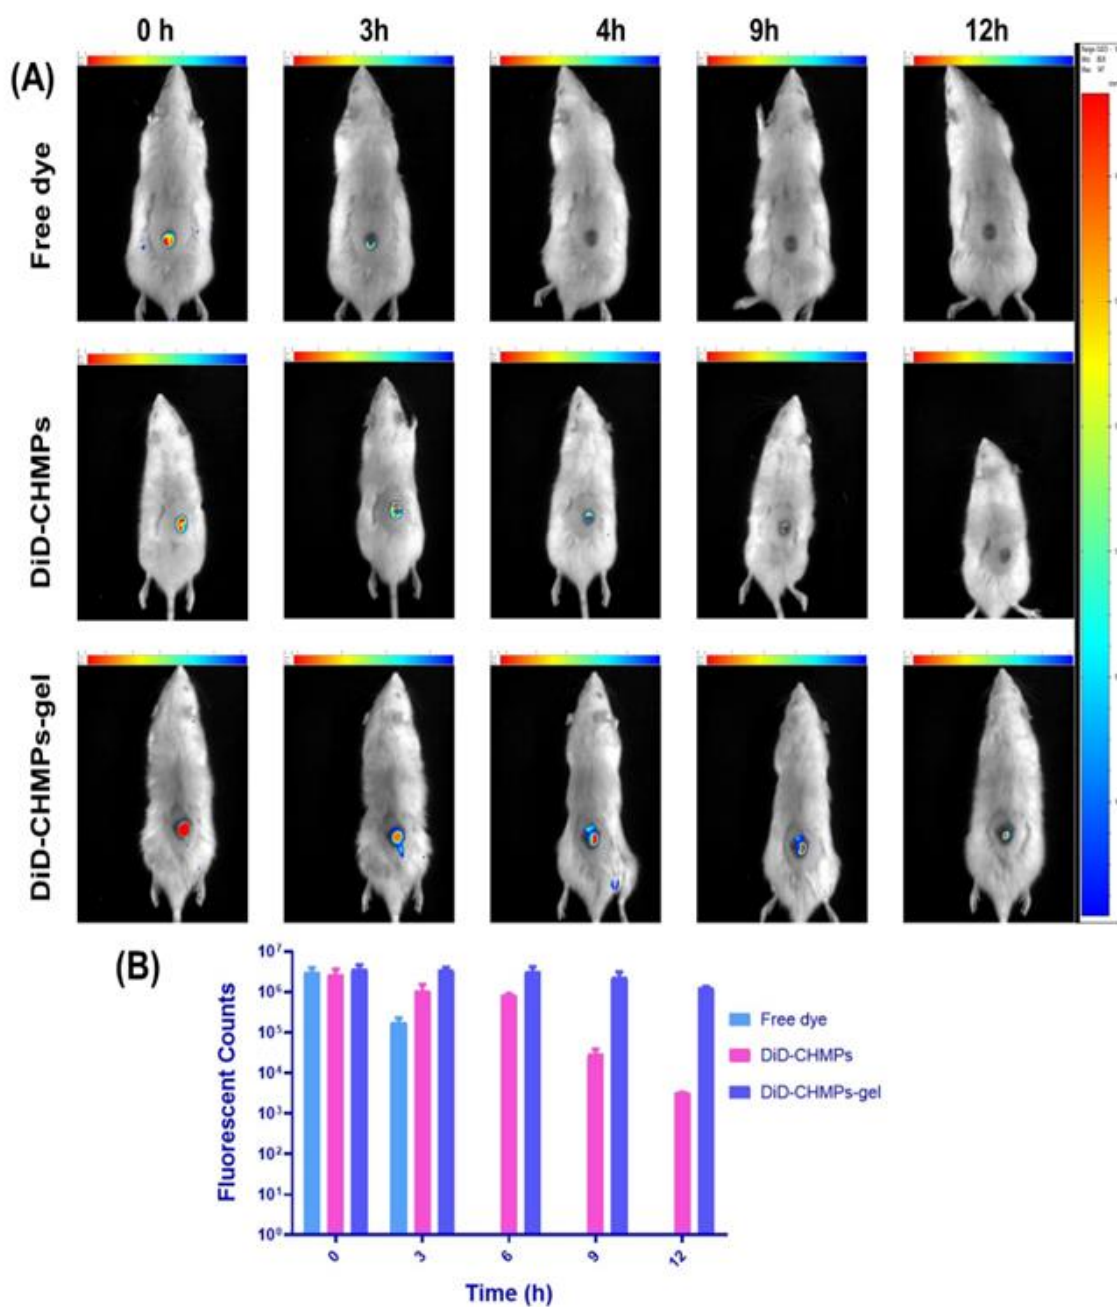 0 h 3h 4h 9h 12h
(A)
Free dye
DiD-CHMPs
DiD-CHMPs-gel
(B)
Fluorescent Counts
10⁷
10⁶
10⁵
10⁴
10³
10²
10¹
10⁰
0 3 6 9 12
Time (h)
Free dye
DiD-CHMPs
DiD-CHMPs-gel